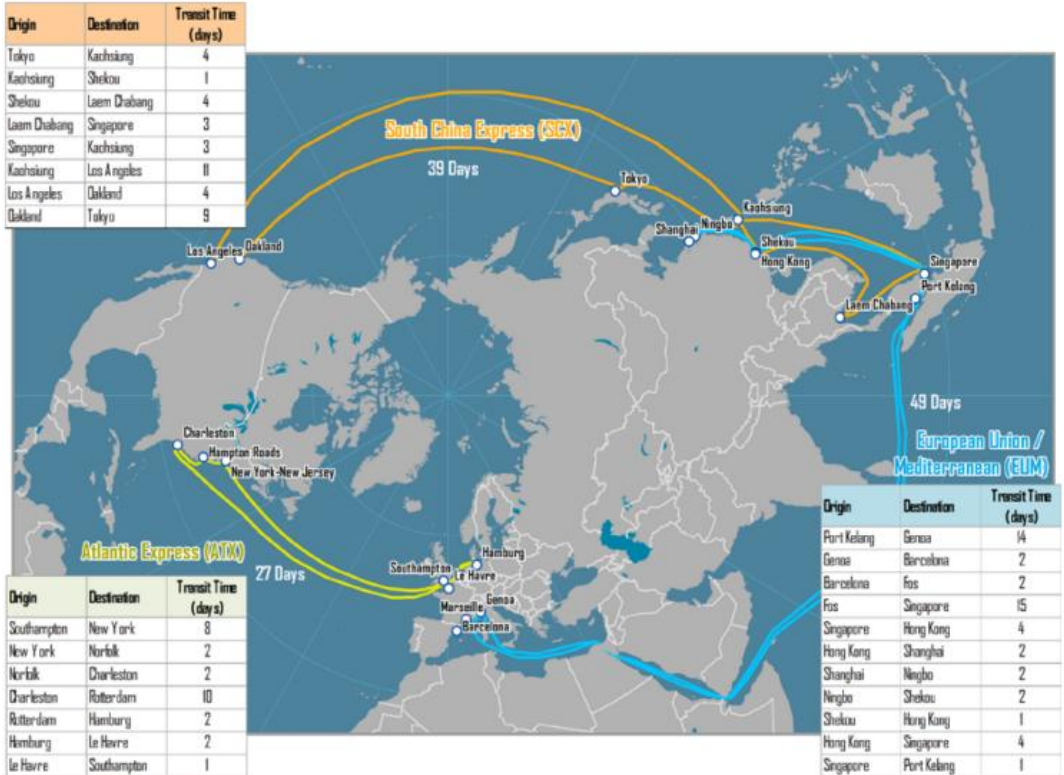 Origin Destination Transit Time (days)
Tokyo Kaohsiung 4
Kaohsiung Shekou 1
Shekou Laem Chabang 4
Laem Chabang Singapore 3
Singapore Kaohsiung 3
Kaohsiung Los Angeles 11
Los Angeles Oakland 4
Oakland Tokyo 9
South China Express (SCX)
39 Days
Tokyo
Kaohsiung
Shanghai
Ningbo
Shekou
Hong Kong
Los Angeles
Oakland
Singapore
Port Kelang
Laem Chabang
49 Days
Charleston
Hampton Roads
New York-New Jersey
European Union /
Mediterranean (EUM)
Atlantic Express (ATX)
27 Days
Hamburg
Southampton
Le Havre
Marseille
Genoa
Barcelona
Origin Destination Transit Time (days)
Southampton New York 8
New York Norfolk 2
Norfolk Charleston 2
Charleston Rotterdam 10
Rotterdam Hamburg 2
Hamburg Le Havre 2
Le Havre Southampton 1
Origin Destination Transit Time (days)
Port Kelang Genoa 14
Genoa Barcelona 2
Barcelona Fos 2
Fos Singapore 15
Singapore Hong Kong 4
Hong Kong Shanghai 2
Shanghai Ningbo 2
Ningbo Shekou 2
Shekou Hong Kong 1
Hong Kong Singapore 4
Singapore Port Kelang 1